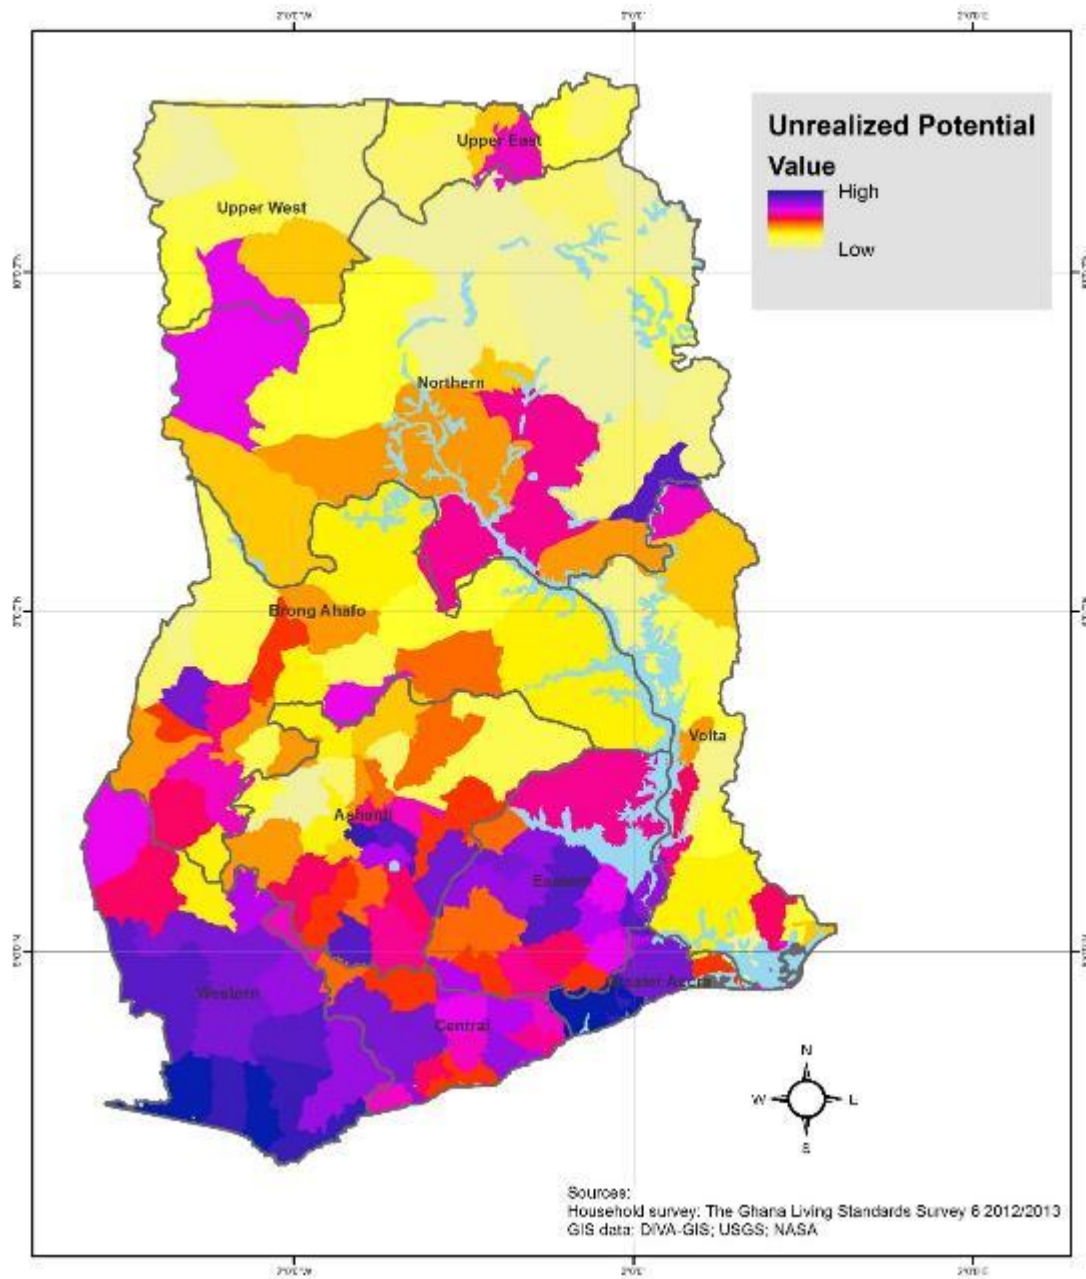 Unrealized Potential
Value
High
Low
Upper East
Upper West
Northern
Brong Ahafo
Volta
Ashanti
Eastern
Greater Accra
Western
Central
N
W
L
S
Sources:
Household survey: The Ghana Living Standards Survey 6 2012/2013
GIS data: DIVA-GIS; USGS; NASA